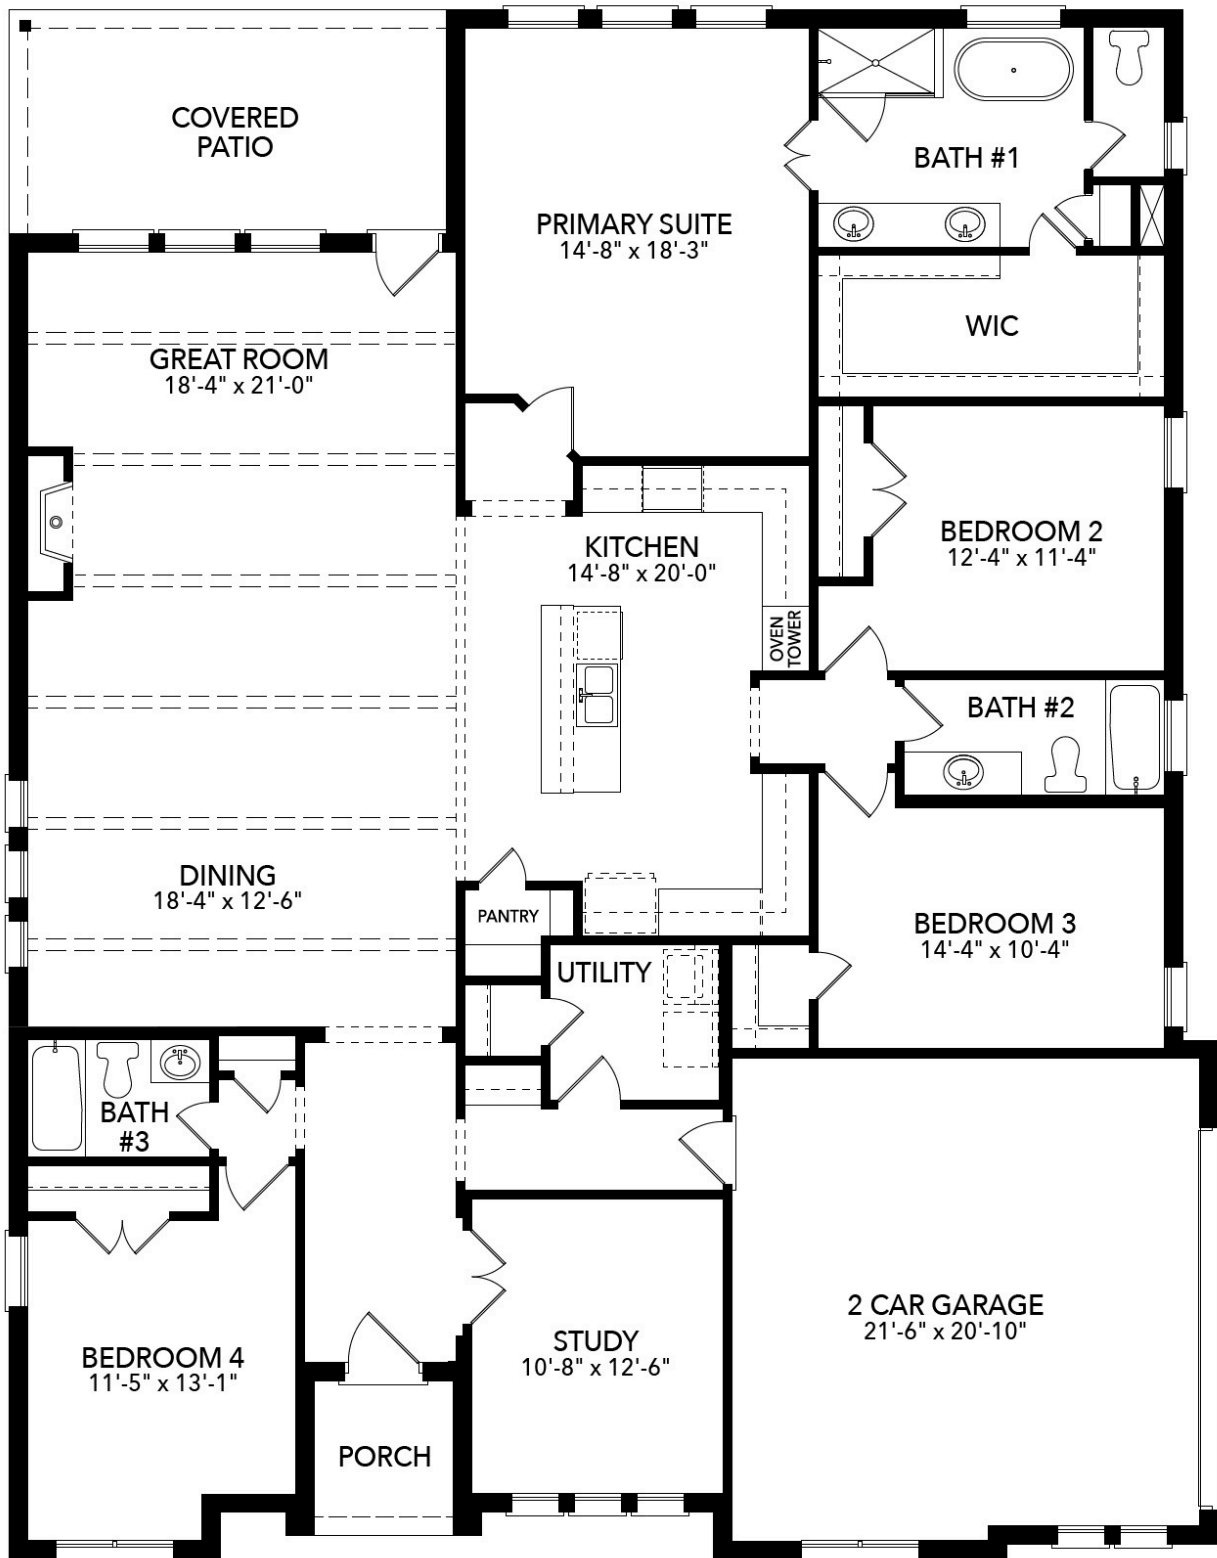 COVERED
PATIO
BATH #1
PRIMARY SUITE
14'-8" x 18'-3"
WIC
GREAT ROOM
18'-4" x 21'-0"
BEDROOM 2
12'-4" x 11'-4"
KITCHEN
14'-8" x 20'-0"
OVEN
TOWER
BATH #2
DINING
18'-4" x 12'-6"
PANTRY
BEDROOM 3
14'-4" x 10'-4"
UTILITY
BATH
#3
2 CAR GARAGE
21'-6" x 20'-10"
STUDY
10'-8" x 12'-6"
BEDROOM 4
11'-5" x 13'-1"
PORCH